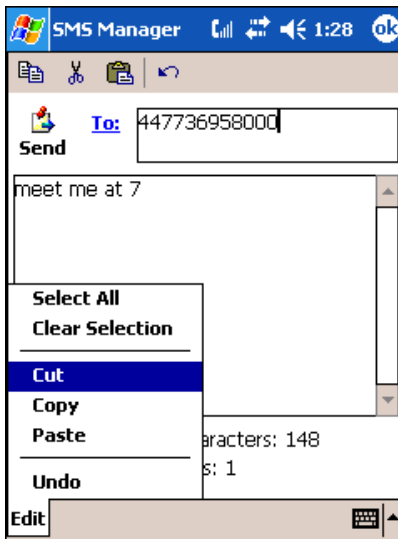 SMS Manager 1:28 ok
To: 447736958000
Send
meet me at 7
Select All
Clear Selection
Cut
Copy
Paste
aracters: 148
Undo
s: 1
Edit